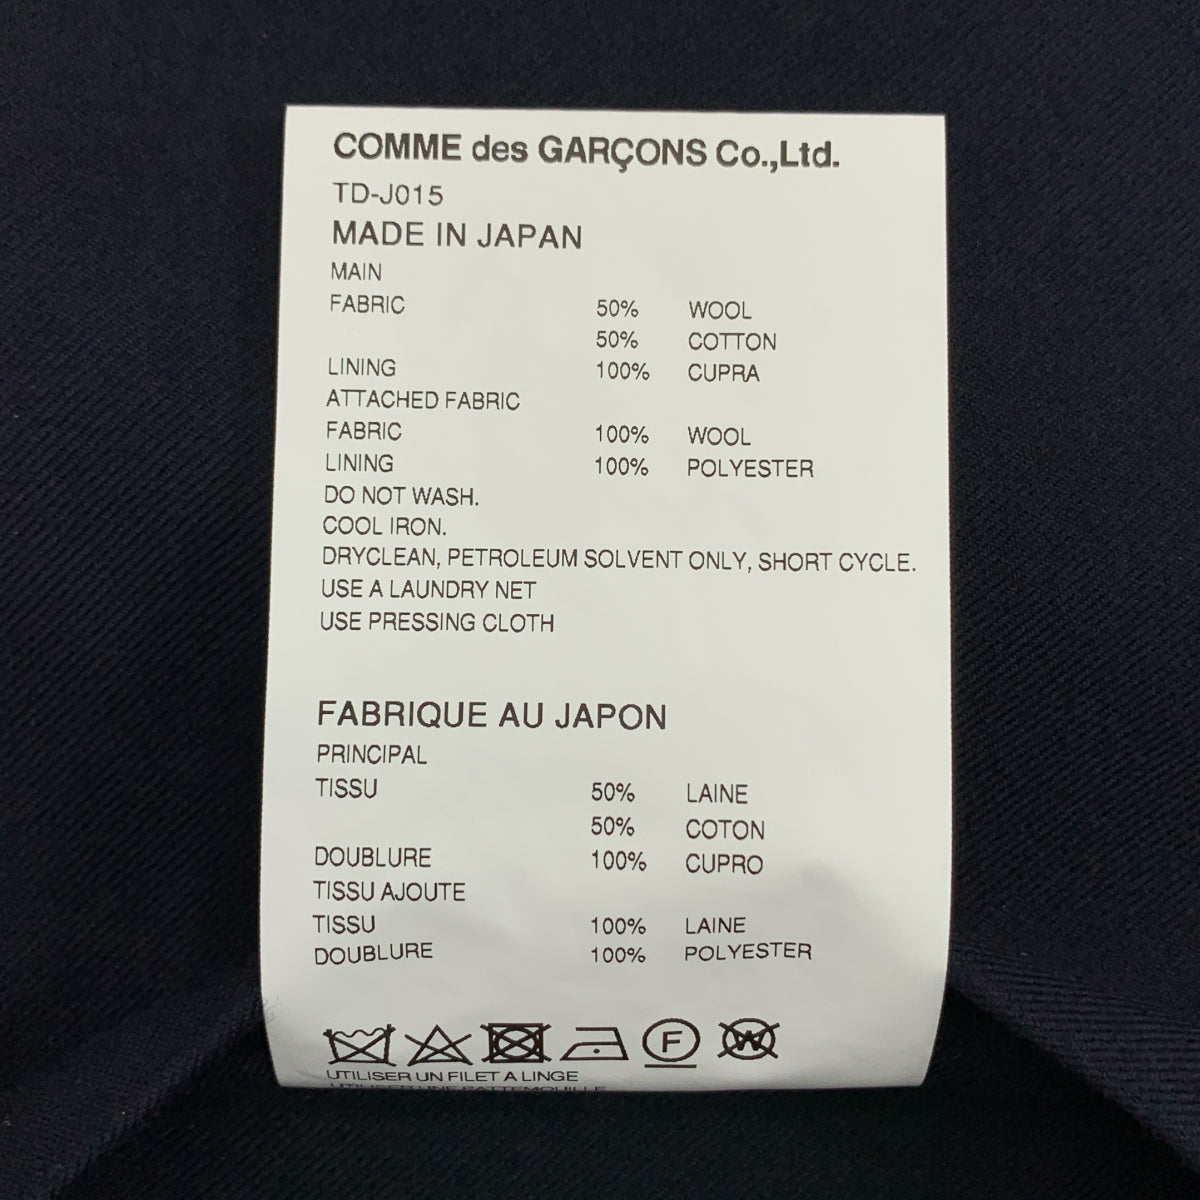 COMME des GARÇONS Co.,Ltd.
TD-J015
MADE IN JAPAN
MAIN
FABRIC 50% WOOL
50% COTTON
LINING 100% CUPRA
ATTACHED FABRIC
FABRIC 100% WOOL
LINING 100% POLYESTER
DO NOT WASH.
COOL IRON.
DRYCLEAN, PETROLEUM SOLVENT ONLY, SHORT CYCLE.
USE A LAUNDRY NET
USE PRESSING CLOTH
FABRIQUE AU JAPON
PRINCIPAL
TISSU 50% LAINE
50% COTON
DOUBLURE 100% CUPRO
TISSU AJOUTE
TISSU 100% LAINE
DOUBLURE 100% POLYESTER
F W
UTILISER UN FILET A LINGE
UTILISER UNE PATTEMOUILLE